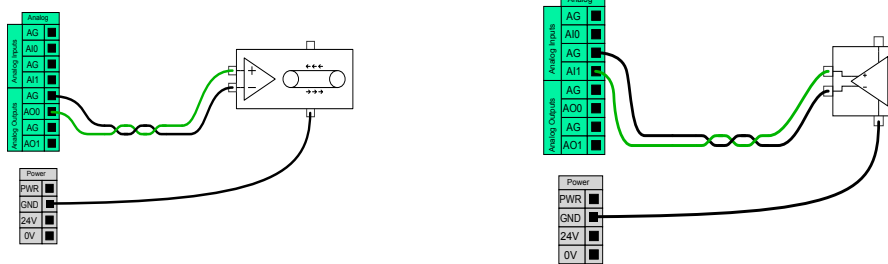 Analog
Analog Inputs
AG
AI0
AG
AI1
Analog Outputs
AG
AO0
AG
AO1
Power
PWR
GND
24V
0V
Analog
Analog Inputs
AG
AI0
AG
AI1
Analog Outputs
AG
AO0
AG
AO1
Power
PWR
GND
24V
0V